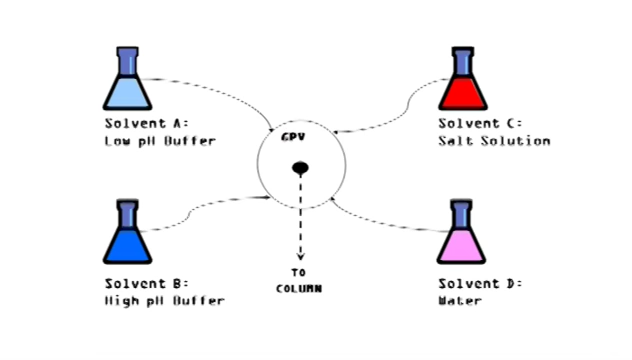 Solvent A:
Low pH Buffer
Solvent C:
Salt Solution
GPV
Solvent B:
High pH Buffer
TO
COLUMN
Solvent D:
Water